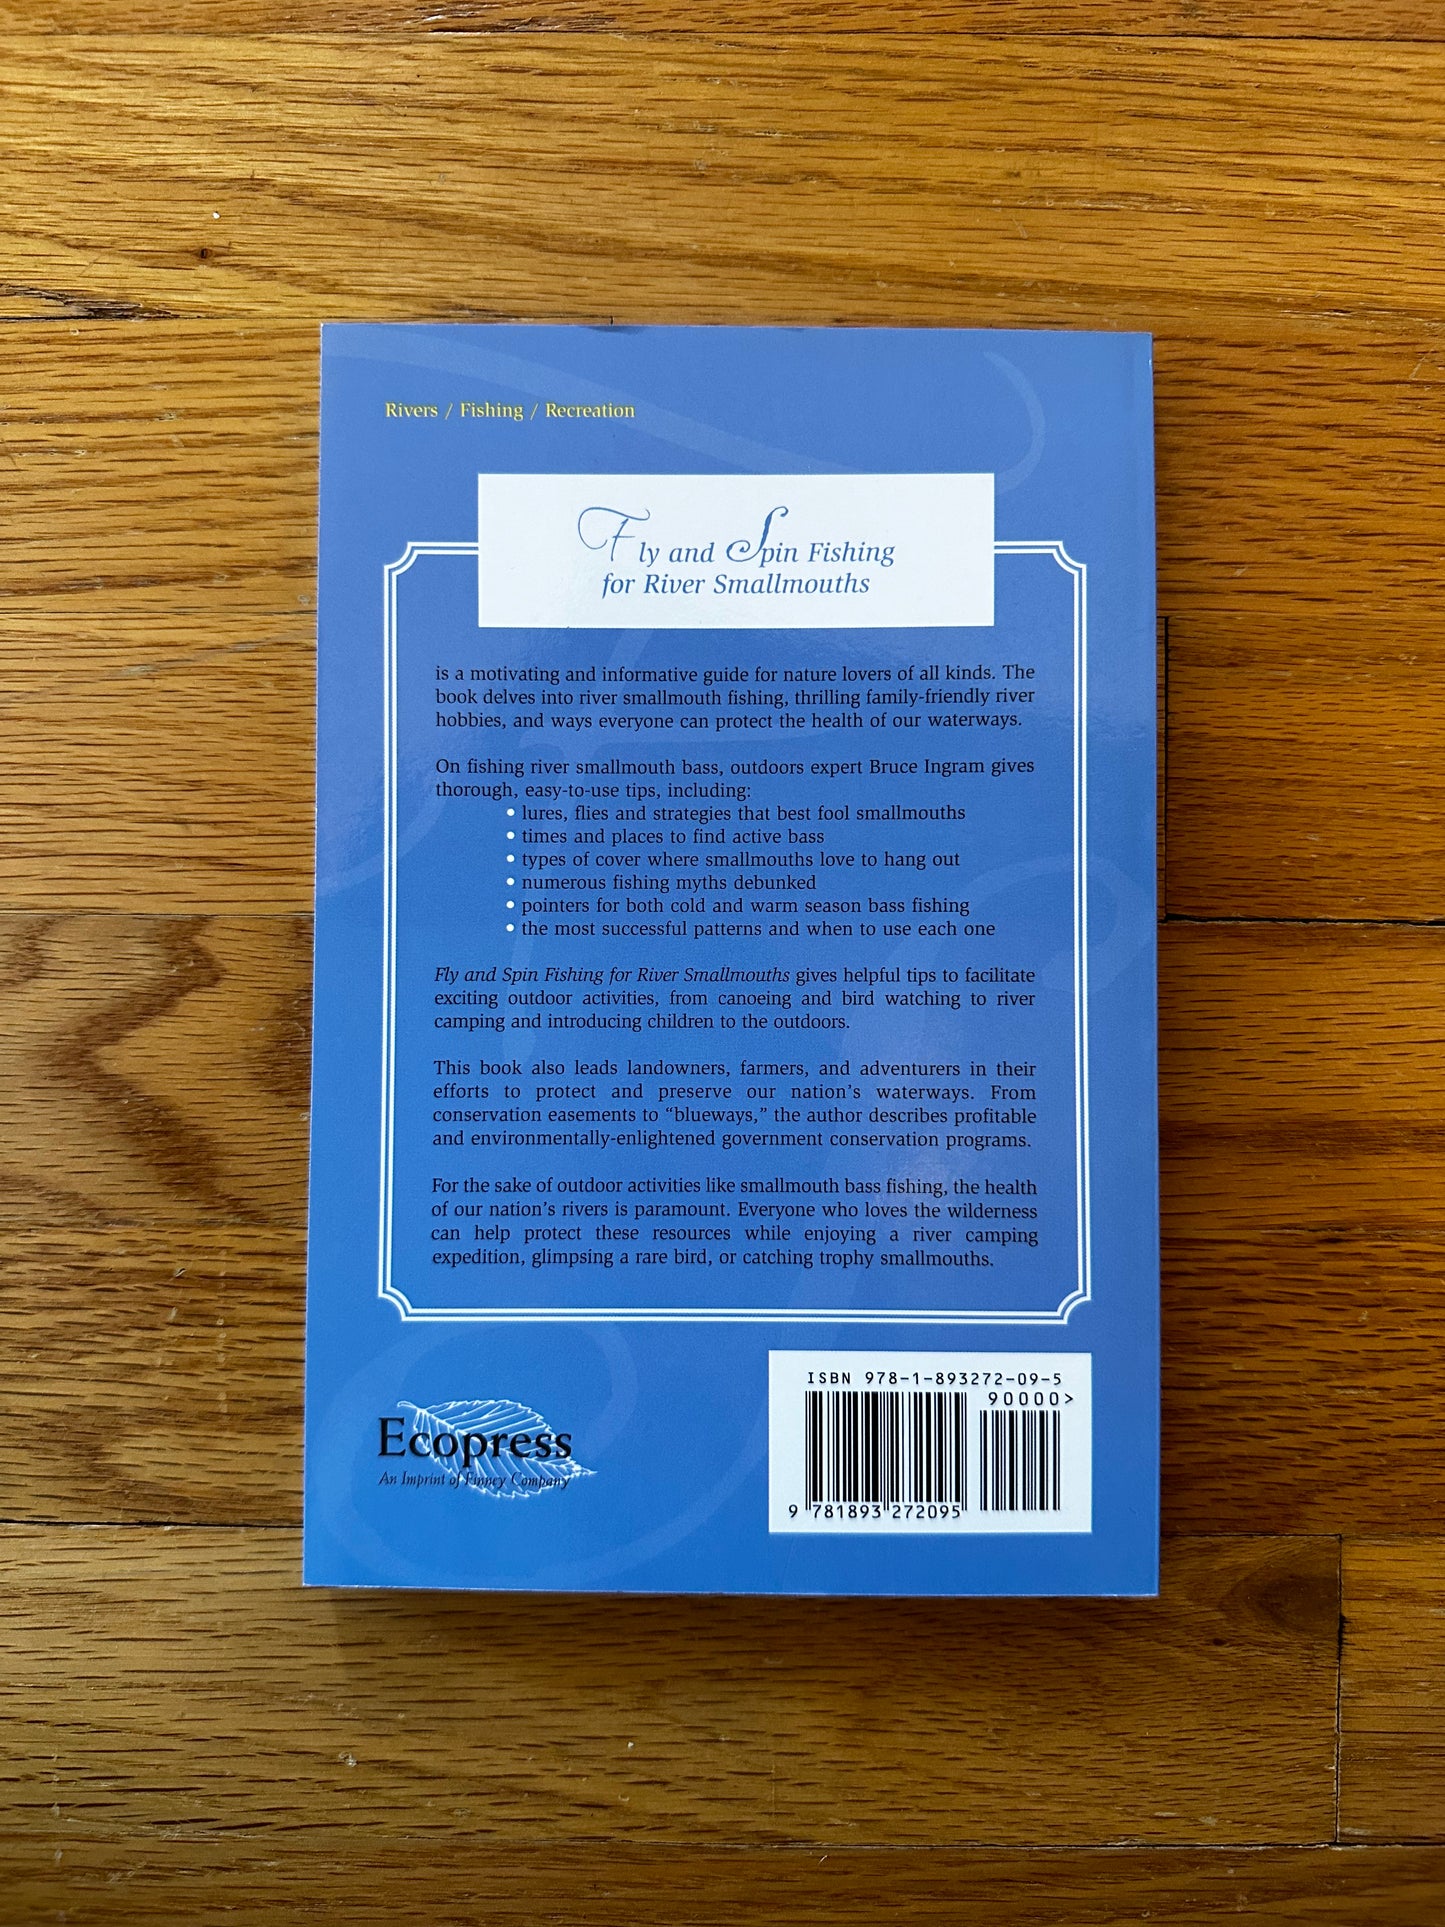 Rivers / Fishing / Recreation
Fly and Spin Fishing
for River Smallmouths
is a motivating and informative guide for nature lovers of all kinds. The
book delves into river smallmouth fishing, thrilling family-friendly river
hobbies, and ways everyone can protect the health of our waterways.
On fishing river smallmouth bass, outdoors expert Bruce Ingram gives
thorough, easy-to-use tips, including:
• lures, flies and strategies that best fool smallmouths
• times and places to find active bass
• types of cover where smallmouths love to hang out
• numerous fishing myths debunked
• pointers for both cold and warm season bass fishing
• the most successful patterns and when to use each one
Fly and Spin Fishing for River Smallmouths gives helpful tips to facilitate
exciting outdoor activities, from canoeing and bird watching to river
camping and introducing children to the outdoors.
This book also leads landowners, farmers, and adventurers in their
efforts to protect and preserve our nation's waterways. From
conservation easements to “blueways,” the author describes profitable
and environmentally-enlightened government conservation programs.
For the sake of outdoor activities like smallmouth bass fishing, the health
of our nation's rivers is paramount. Everyone who loves the wilderness
can help protect these resources while enjoying a river camping
expedition, glimpsing a rare bird, or catching trophy smallmouths.
Ecopress
An Imprint of Finney Company
ISBN 978-1-893272-09-5
90000>
9 781893 272095